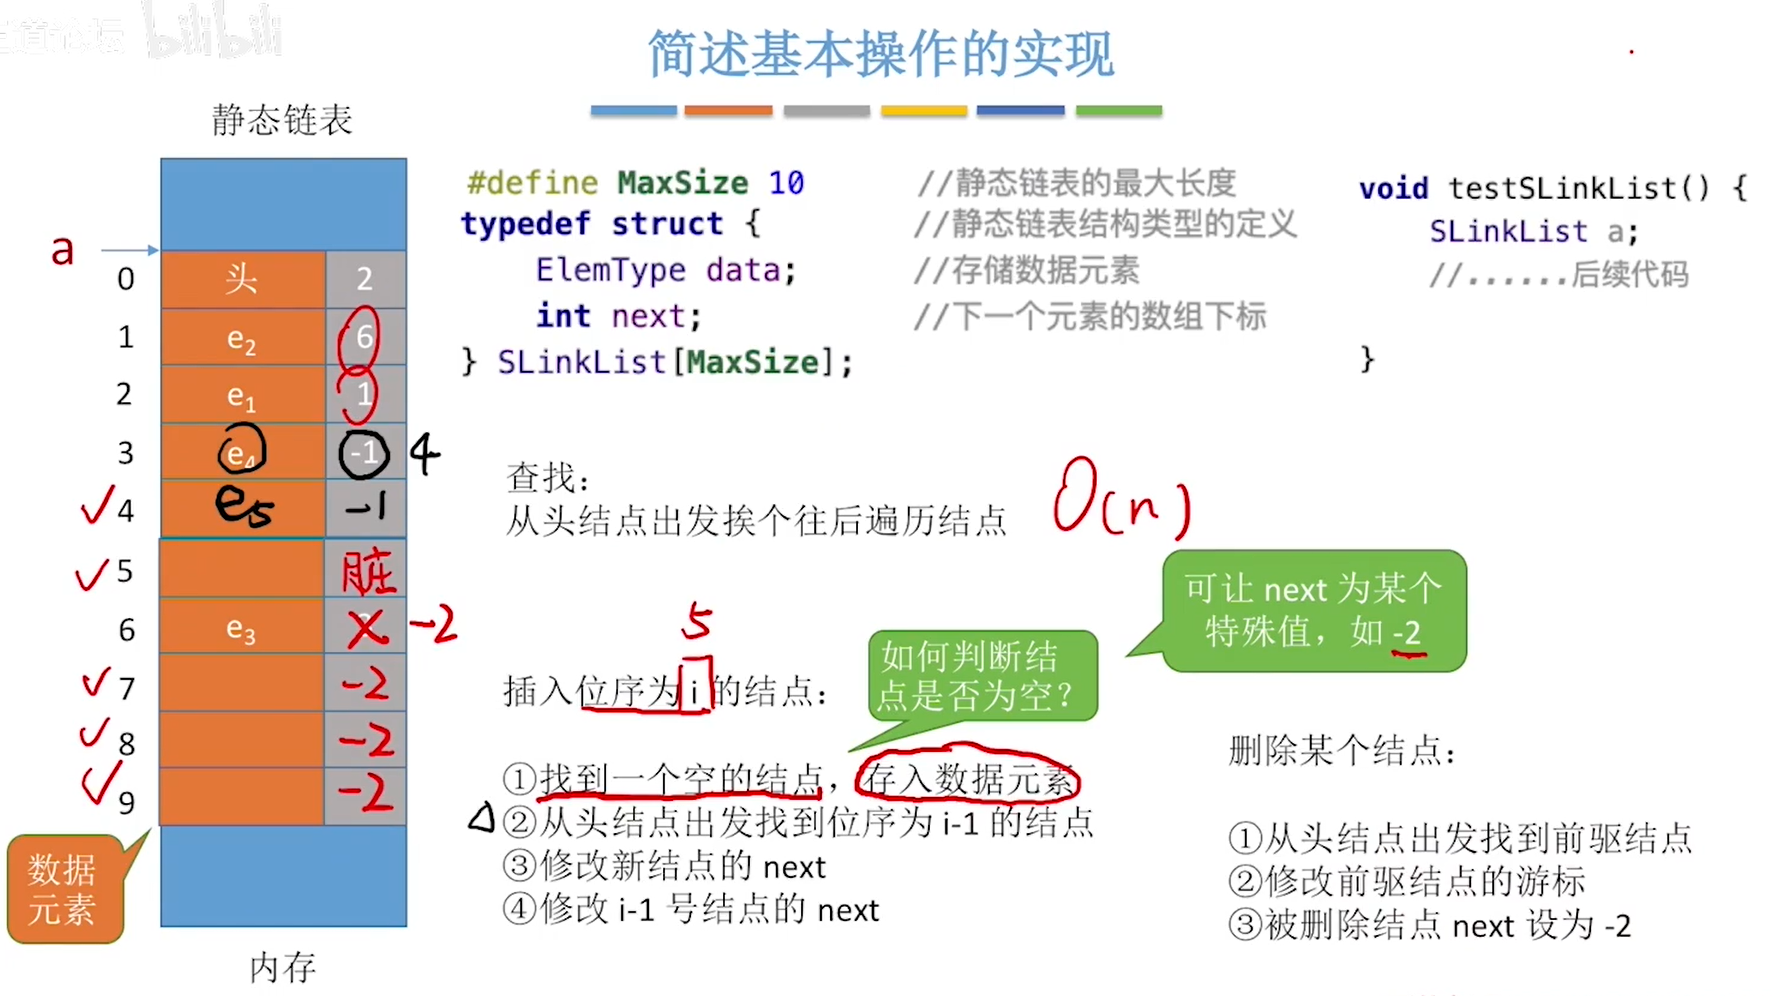 bilibili
简述基本操作的实现
静态链表
a
0 头 2
1 e2 6
2 e1 1
3 e4 -1 4
4 e5 -1
5 脏
6 e3 -2
7 -2
8 -2
9 -2
数据
元素
内存
#define MaxSize 10 //静态链表的最大长度
typedef struct { //静态链表结构类型的定义
ElemType data; //存储数据元素
int next; //下一个元素的数组下标
} SLinkList[MaxSize];
void testSLinkList() {
SLinkList a;
//......后续代码
}
查找：
从头结点出发挨个往后遍历结点
O(n)
5
插入位序为 i 的结点：
如何判断结
点是否为空？
可让 next 为某个
特殊值，如 -2
①找到一个空的结点，存入数据元素
②从头结点出发找到位序为 i-1 的结点
③修改新结点的 next
④修改 i-1 号结点的 next
删除某个结点：
①从头结点出发找到前驱结点
②修改前驱结点的游标
③被删除结点 next 设为 -2